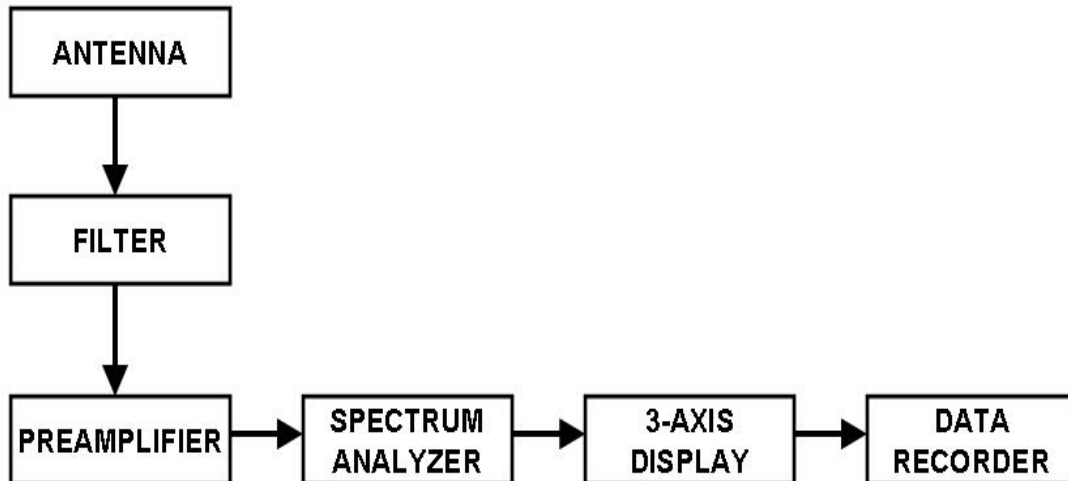 ANTENNA
FILTER
PREAMPLIFIER
SPECTRUM
ANALYZER
3-AXIS
DISPLAY
DATA
RECORDER